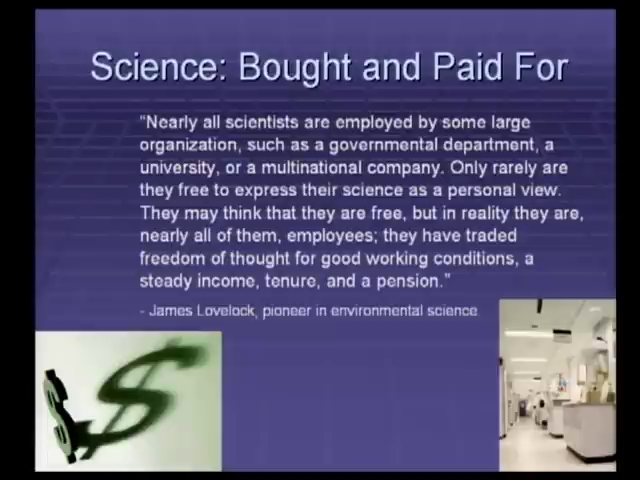 Science: Bought and Paid For
"Nearly all scientists are employed by some large
organization, such as a governmental department, a
university, or a multinational company. Only rarely are
they free to express their science as a personal view.
They may think that they are free, but in reality they are,
nearly all of them, employees; they have traded
freedom of thought for good working conditions, a
steady income, tenure, and a pension."
- James Lovelock, pioneer in environmental science